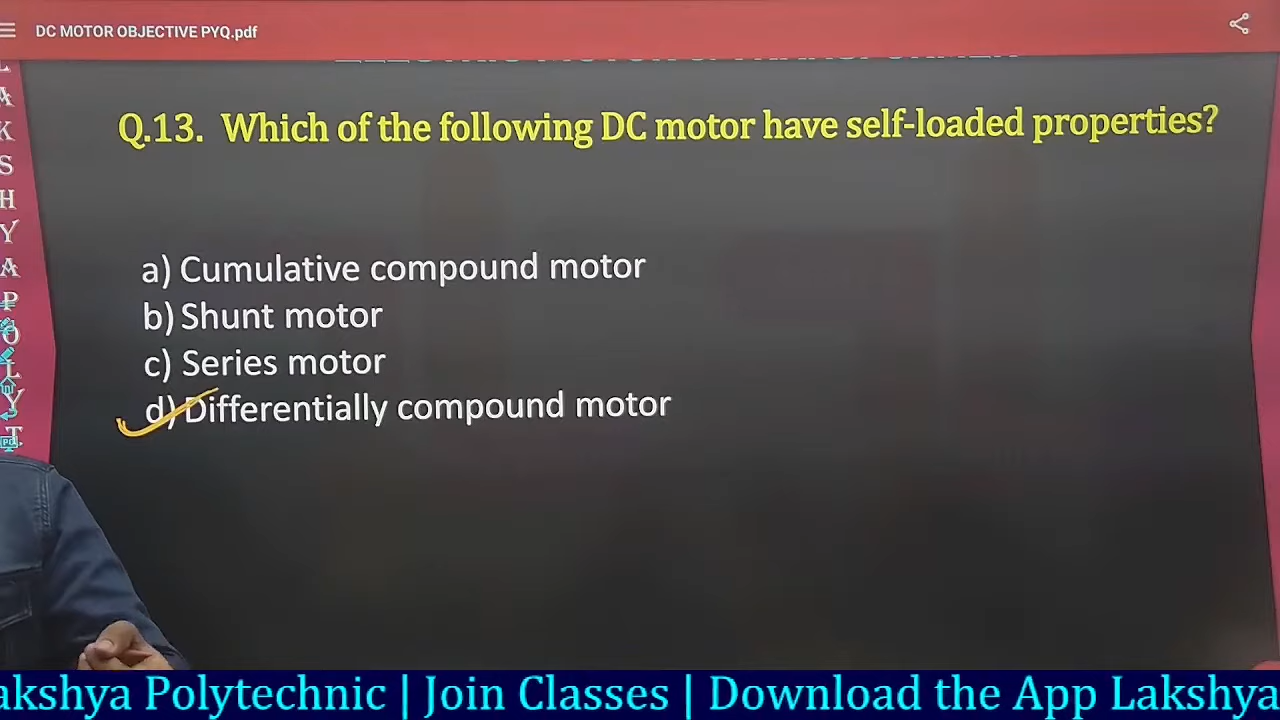 DC MOTOR OBJECTIVE PYQ.pdf
Q.13. Which of the following DC motor have self-loaded properties?
a) Cumulative compound motor
b) Shunt motor
c) Series motor
d) Differentially compound motor
L
A
K
S
H
Y
A
P
O
L
Y
T
akshya Polytechnic | Join Classes | Download the App Lakshya